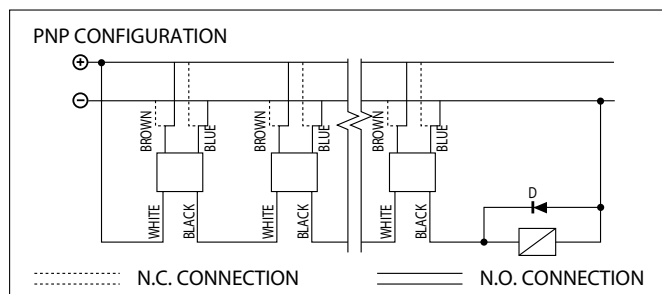 PNP CONFIGURATION
+
−
BROWN
BLUE
BROWN
BLUE
BROWN
BLUE
WHITE
BLACK
WHITE
BLACK
WHITE
BLACK
D
N.C. CONNECTION
N.O. CONNECTION